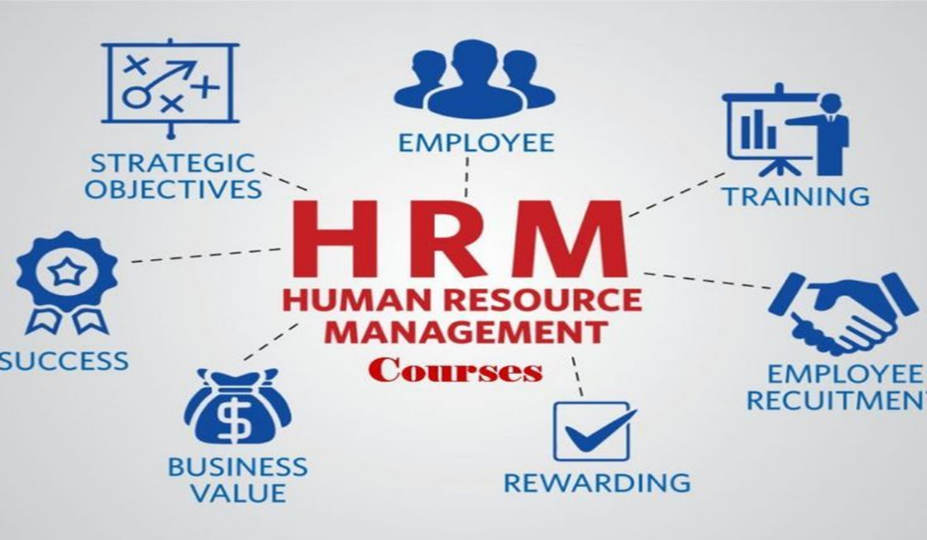 EMPLOYEE
STRATEGIC
OBJECTIVES
TRAINING
HRM
HUMAN RESOURCE
MANAGEMENT
Courses
SUCCESS
EMPLOYEE
RECUITMENT
BUSINESS
VALUE
$
REWARDING